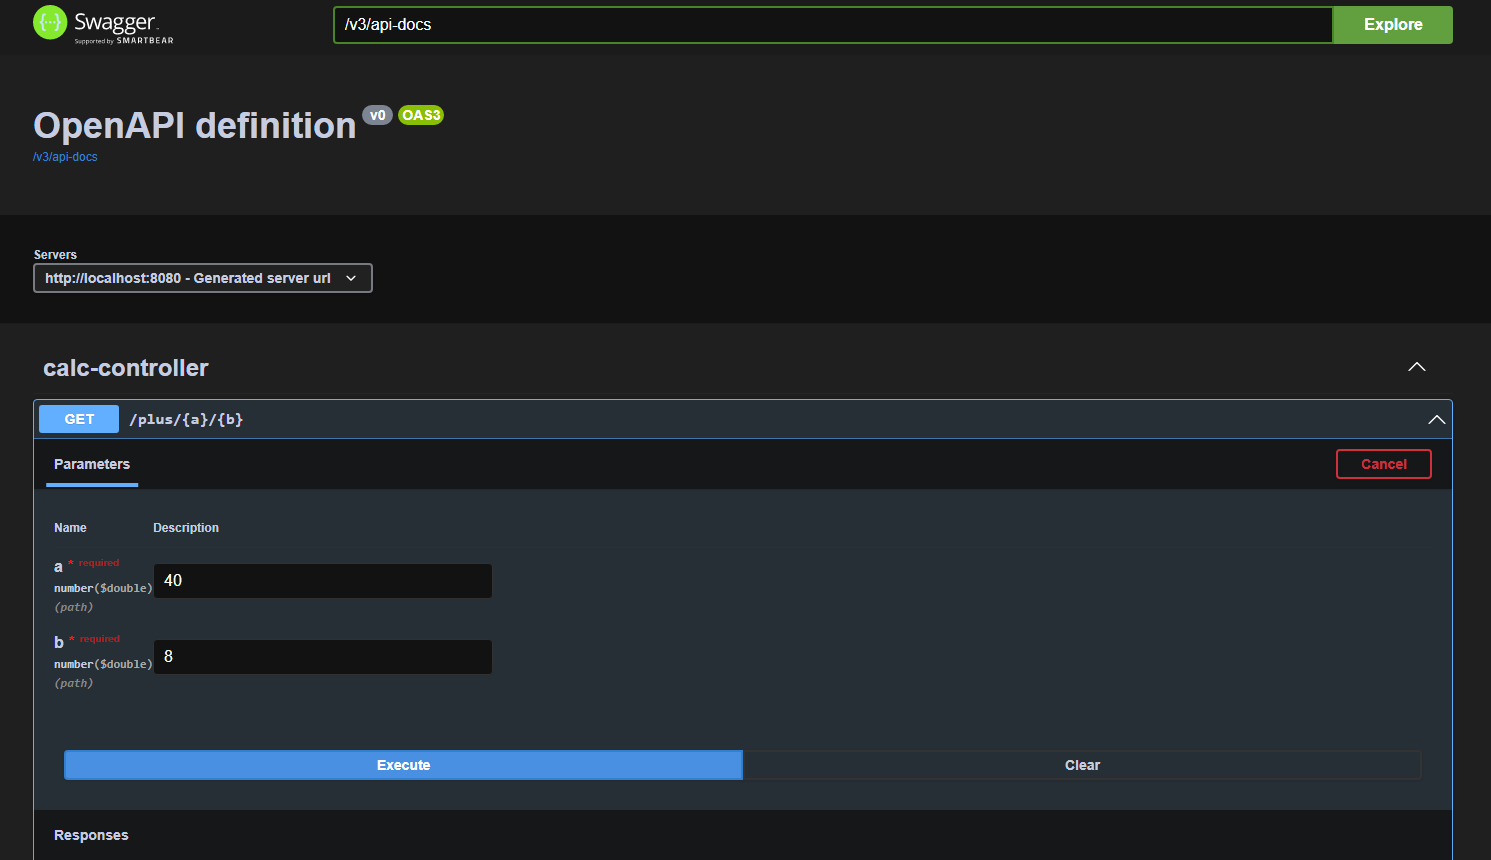 Swagger.
Supported by SMARTBEAR
/v3/api-docs
Explore
OpenAPI definition v0 OAS3
/v3/api-docs
Servers
http://localhost:8080 - Generated server url
calc-controller
GET /plus/{a}/{b}
Parameters
Cancel
Name Description
a * required
number($double)
(path)
40
b * required
number($double)
(path)
8
Execute
Clear
Responses